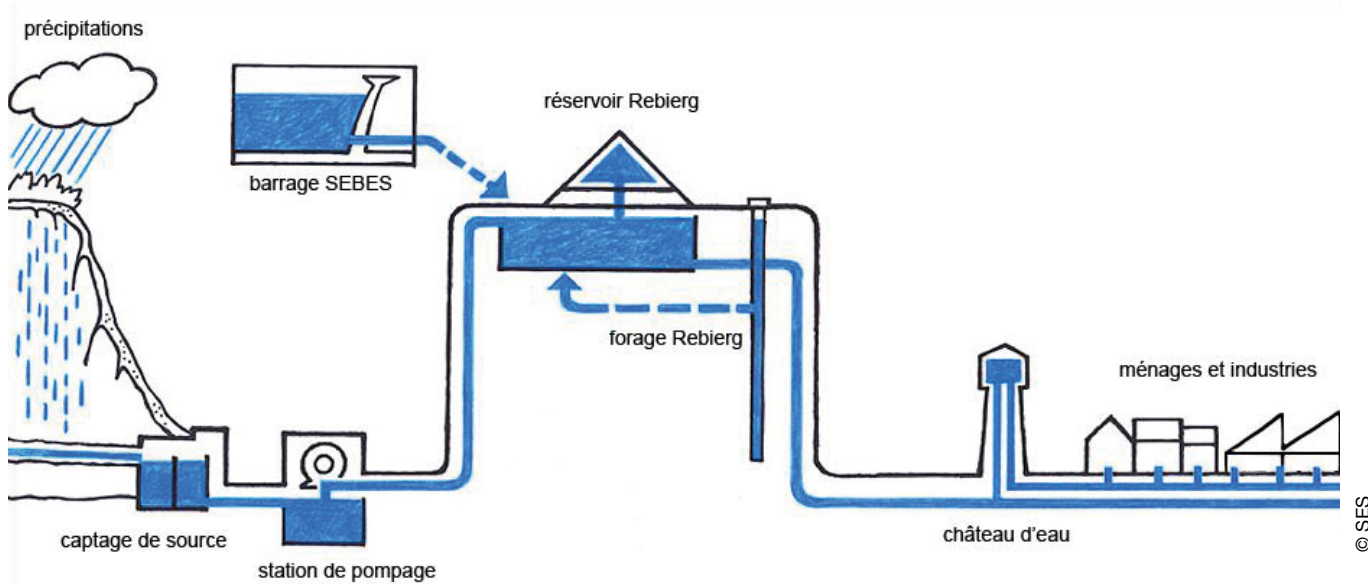 précipitations
réservoir Rebierg
barrage SEBES
forage Rebierg
ménages et industries
captage de source
station de pompage
château d'eau
© SES